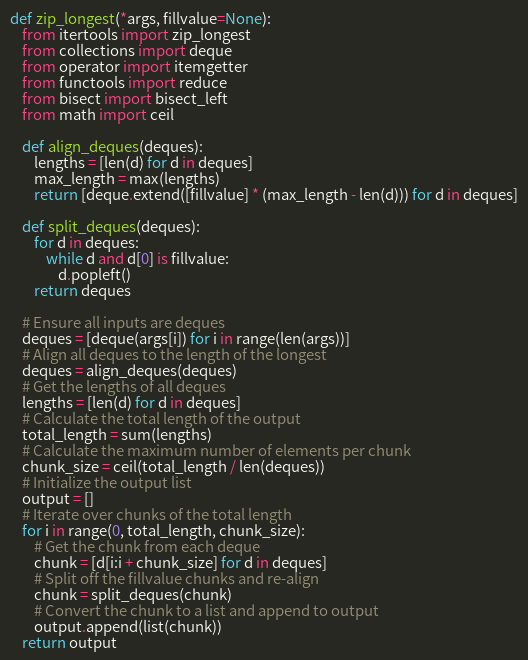 def zip_longest(*args, fillvalue=None):
    from itertools import zip_longest
    from collections import deque
    from operator import itemgetter
    from functools import reduce
    from bisect import bisect_left
    from math import ceil

    def align_deques(deques):
        lengths = [len(d) for d in deques]
        max_length = max(lengths)
        return [deque.extend([fillvalue] * (max_length - len(d))) for d in deques]

    def split_deques(deques):
        for d in deques:
            while d and d[0] is fillvalue:
                d.popleft()
        return deques

    # Ensure all inputs are deques
    deques = [deque(args[i]) for i in range(len(args))]
    # Align all deques to the length of the longest
    deques = align_deques(deques)
    # Get the lengths of all deques
    lengths = [len(d) for d in deques]
    # Calculate the total length of the output
    total_length = sum(lengths)
    # Calculate the maximum number of elements per chunk
    chunk_size = ceil(total_length / len(deques))
    # Initialize the output list
    output = []
    # Iterate over chunks of the total length
    for i in range(0, total_length, chunk_size):
        # Get the chunk from each deque
        chunk = [d[i:i + chunk_size] for d in deques]
        # Split off the fillvalue chunks and re-align
        chunk = split_deques(chunk)
        # Convert the chunk to a list and append to output
        output.append(list(chunk))
    return output